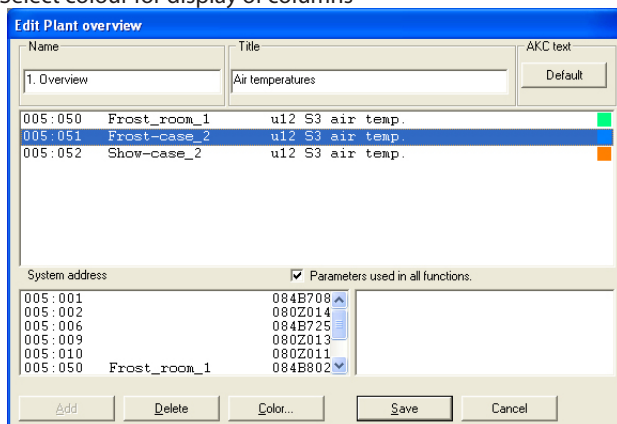 Select colour for display of columns
Edit Plant overview
Name Title AKC text
1. Overview Air temperatures Default
005:050 Frost_room_1 u12 S3 air temp.
005:051 Frost-case_2 u12 S3 air temp.
005:052 Show-case_2 u12 S3 air temp.
System address Parameters used in all functions.
005:001 084B708
005:002 080Z014
005:006 084B725
005:009 080Z013
005:010 080Z011
005:050 Frost_room_1 084B802
Add Delete Color... Save Cancel